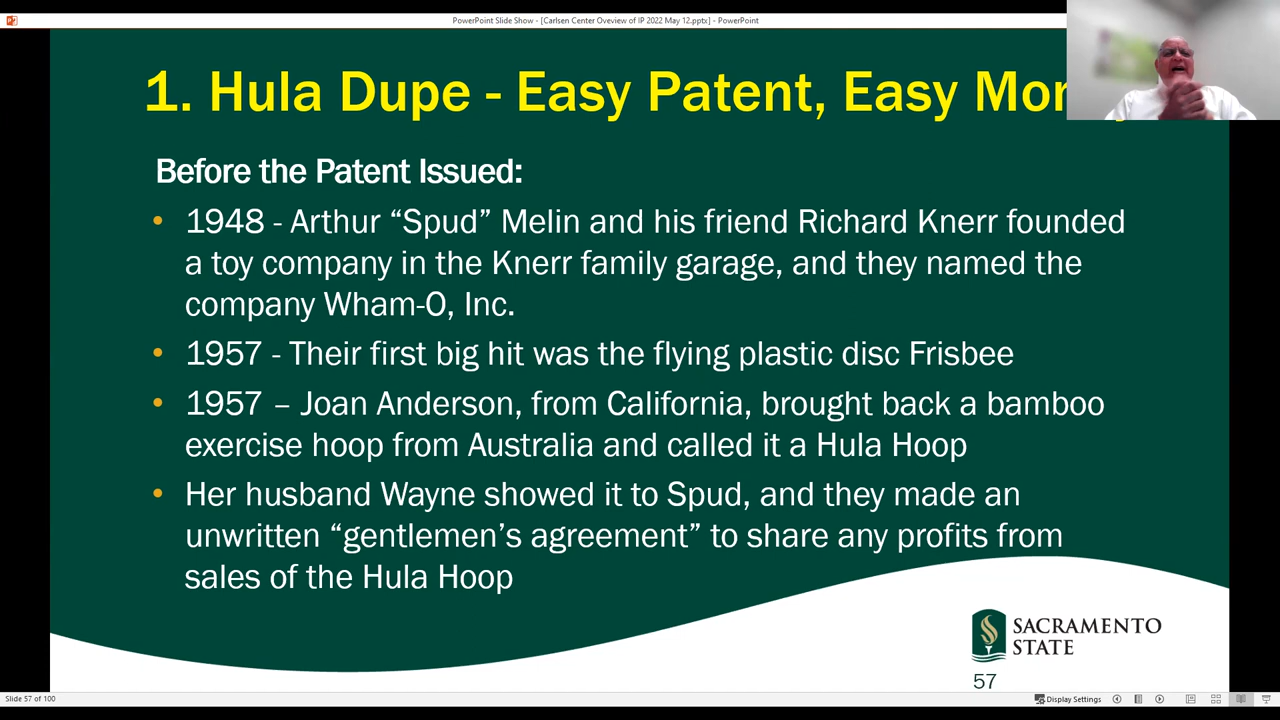 PowerPoint Slide Show - [Carlsen Center Oveview of IP 2022 May 12.pptx] - PowerPoint
1. Hula Dupe - Easy Patent, Easy
Before the Patent Issued:
• 1948 - Arthur “Spud” Melin and his friend Richard Knerr founded
a toy company in the Knerr family garage, and they named the
company Wham-O, Inc.
• 1957 - Their first big hit was the flying plastic disc Frisbee
• 1957 – Joan Anderson, from California, brought back a bamboo
exercise hoop from Australia and called it a Hula Hoop
• Her husband Wayne showed it to Spud, and they made an
unwritten “gentlemen’s agreement” to share any profits from
sales of the Hula Hoop
SACRAMENTO
STATE
57
Slide 57 of 100
Display Settings